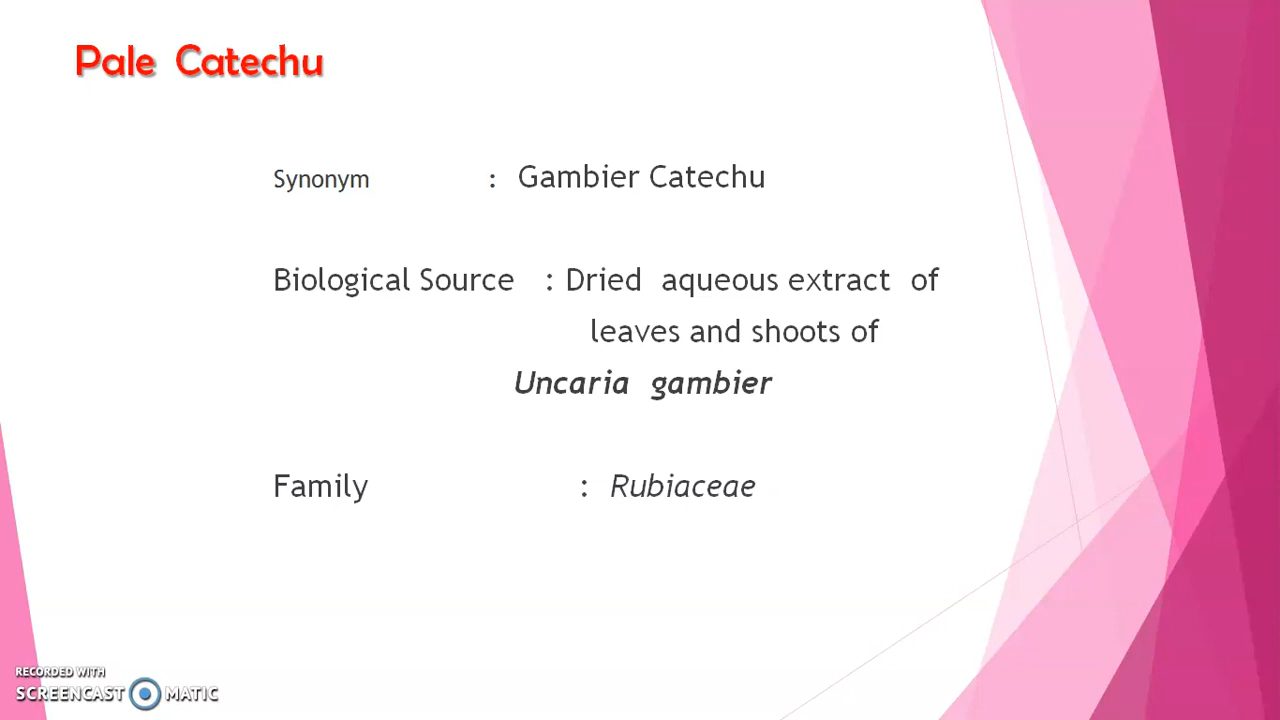 Pale Catechu
Synonym : Gambier Catechu
Biological Source : Dried aqueous extract of
leaves and shoots of
Uncaria gambier
Family : Rubiaceae
RECORDED WITH
SCREENCAST MATIC